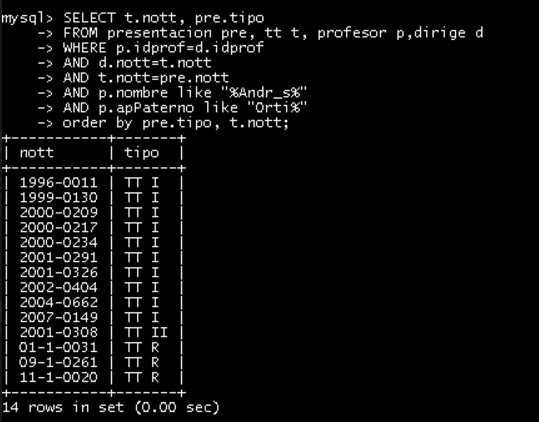 mysql> SELECT t.nott, pre.tipo
    -> FROM presentacion pre, tt t, profesor p,dirige d
    -> WHERE p.idprof=d.idprof
    -> AND d.nott=t.nott
    -> AND t.nott=pre.nott
    -> AND p.nombre like "%Andr_s%"
    -> AND p.apPaterno like "Orti%"
    -> order by pre.tipo, t.nott;
+-----------+-------+
| nott      | tipo  |
+-----------+-------+
| 1996-0011 | TT I  |
| 1999-0130 | TT I  |
| 2000-0209 | TT I  |
| 2000-0217 | TT I  |
| 2000-0234 | TT I  |
| 2001-0291 | TT I  |
| 2001-0326 | TT I  |
| 2002-0404 | TT I  |
| 2004-0662 | TT I  |
| 2007-0149 | TT I  |
| 2001-0308 | TT II |
| 01-1-0031 | TT R  |
| 09-1-0261 | TT R  |
| 11-1-0020 | TT R  |
+-----------+-------+
14 rows in set (0.00 sec)